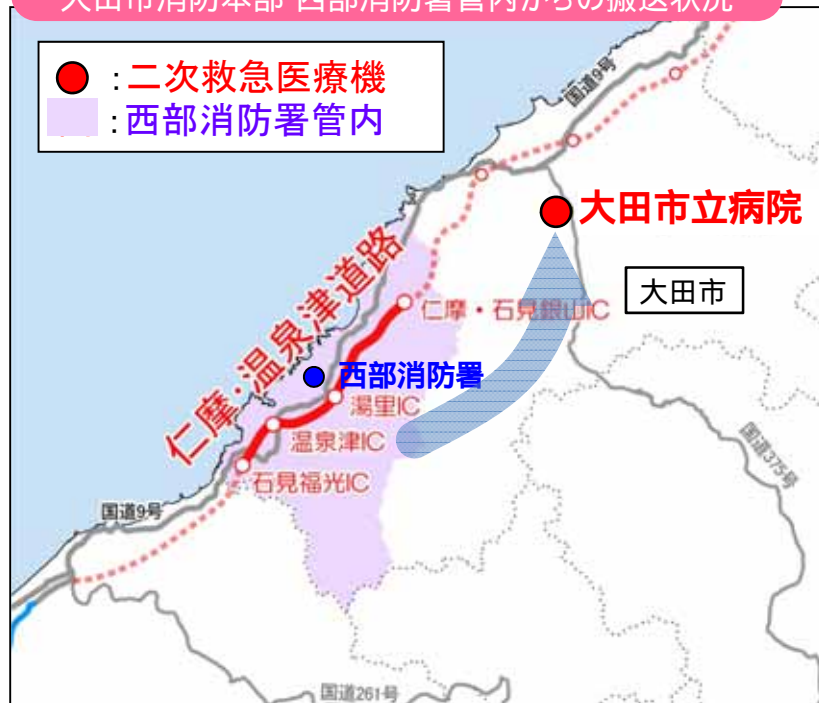 大田市消防本部 西部消防署管内からの搬送状況
：二次救急医療機
：西部消防署管内
国道9号
大田市立病院
大田市
仁摩・温泉津道路
仁摩・石見銀山IC
西部消防署
湯里IC
温泉津IC
石見福光IC
国道375号
国道9号
国道261号